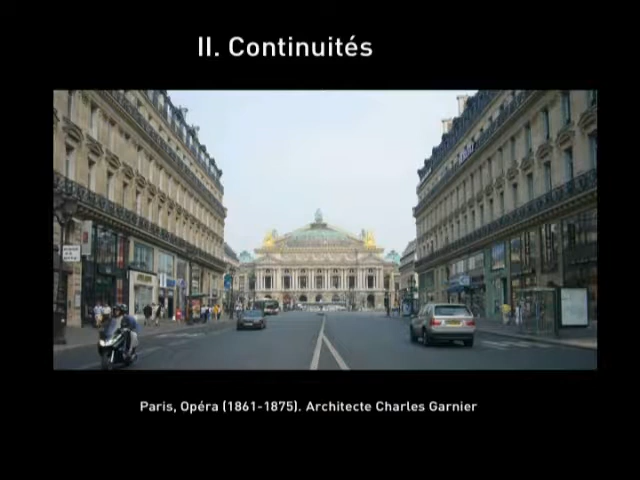 II. Continuités
Paris, Opéra (1861-1875). Architecte Charles Garnier